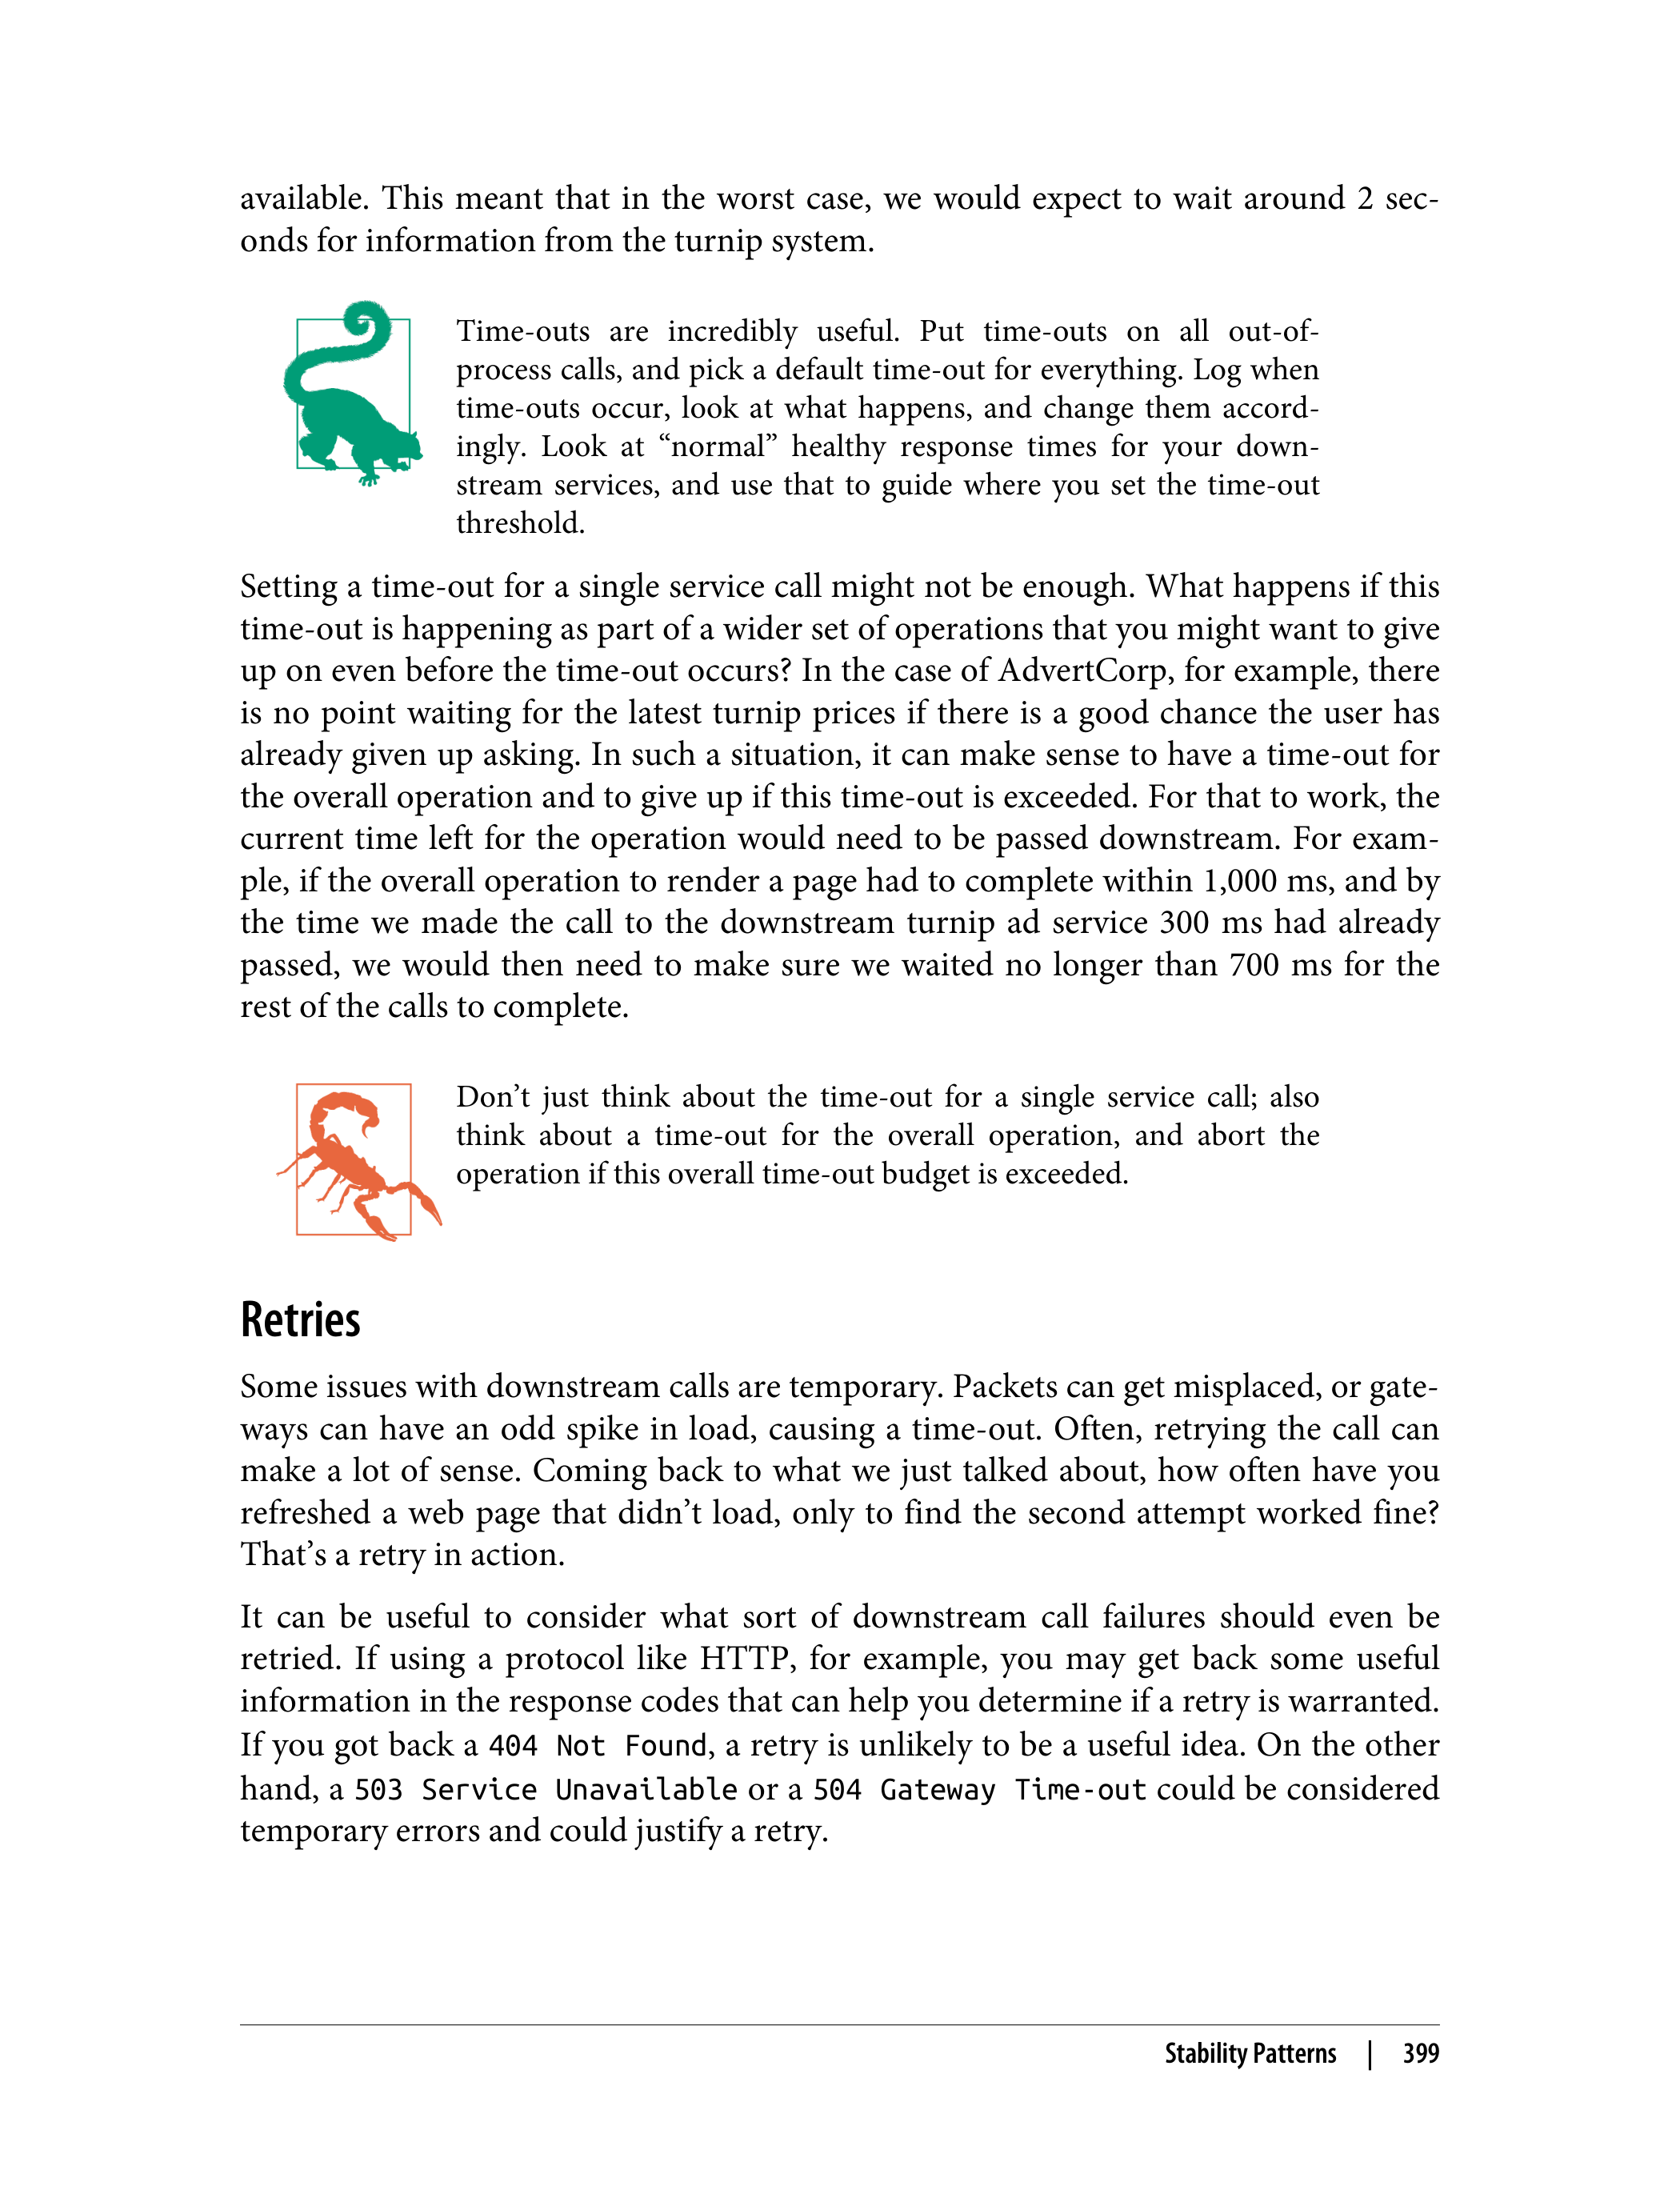 available. This meant that in the worst case, we would expect to wait around 2 sec-
onds for information from the turnip system.
Time-outs are incredibly useful. Put time-outs on all out-of-
process calls, and pick a default time-out for everything. Log when
time-outs occur, look at what happens, and change them accord-
ingly. Look at “normal” healthy response times for your down-
stream services, and use that to guide where you set the time-out
threshold.
Setting a time-out for a single service call might not be enough. What happens if this
time-out is happening as part of a wider set of operations that you might want to give
up on even before the time-out occurs? In the case of AdvertCorp, for example, there
is no point waiting for the latest turnip prices if there is a good chance the user has
already given up asking. In such a situation, it can make sense to have a time-out for
the overall operation and to give up if this time-out is exceeded. For that to work, the
current time left for the operation would need to be passed downstream. For exam-
ple, if the overall operation to render a page had to complete within 1,000 ms, and by
the time we made the call to the downstream turnip ad service 300 ms had already
passed, we would then need to make sure we waited no longer than 700 ms for the
rest of the calls to complete.
Don’t just think about the time-out for a single service call; also
think about a time-out for the overall operation, and abort the
operation if this overall time-out budget is exceeded.
Retries
Some issues with downstream calls are temporary. Packets can get misplaced, or gate-
ways can have an odd spike in load, causing a time-out. Often, retrying the call can
make a lot of sense. Coming back to what we just talked about, how often have you
refreshed a web page that didn’t load, only to find the second attempt worked fine?
That’s a retry in action.
It can be useful to consider what sort of downstream call failures should even be
retried. If using a protocol like HTTP, for example, you may get back some useful
information in the response codes that can help you determine if a retry is warranted.
If you got back a 404 Not Found, a retry is unlikely to be a useful idea. On the other
hand, a 503 Service Unavailable or a 504 Gateway Time-out could be considered
temporary errors and could justify a retry.
Stability Patterns | 399